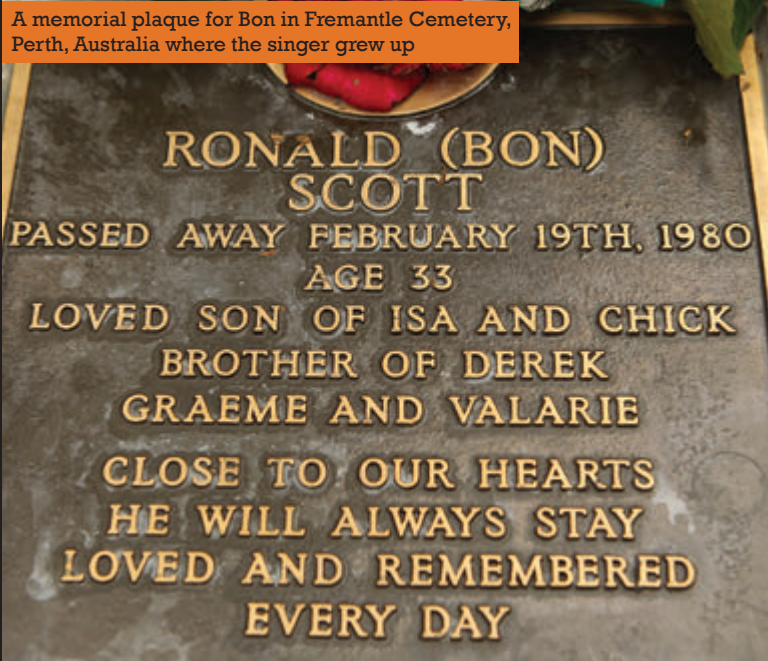 A memorial plaque for Bon in Fremantle Cemetery,
Perth, Australia where the singer grew up
RONALD (BON)
SCOTT
PASSED AWAY FEBRUARY 19TH, 1980
AGE 33
LOVED SON OF ISA AND CHICK
BROTHER OF DEREK
GRAEME AND VALARIE
CLOSE TO OUR HEARTS
HE WILL ALWAYS STAY
LOVED AND REMEMBERED
EVERY DAY